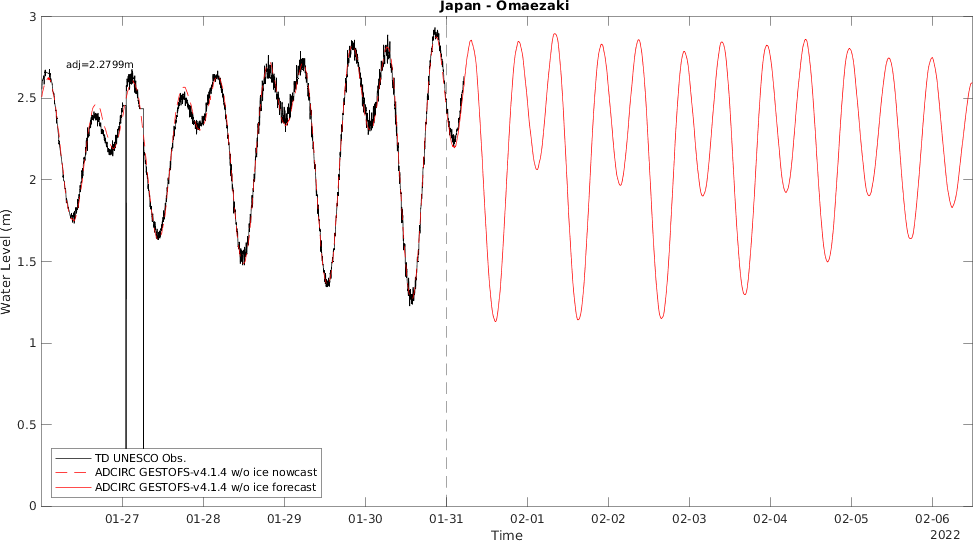 Japan - Omaezaki
adj=2.2799m
Water Level (m)
3
2.5
2
1.5
1
0.5
0
TD UNESCO Obs.
ADCIRC GESTOFS-v4.1.4 w/o ice nowcast
ADCIRC GESTOFS-v4.1.4 w/o ice forecast
01-27 01-28 01-29 01-30 01-31 02-01 02-02 02-03 02-04 02-05 02-06
Time
2022